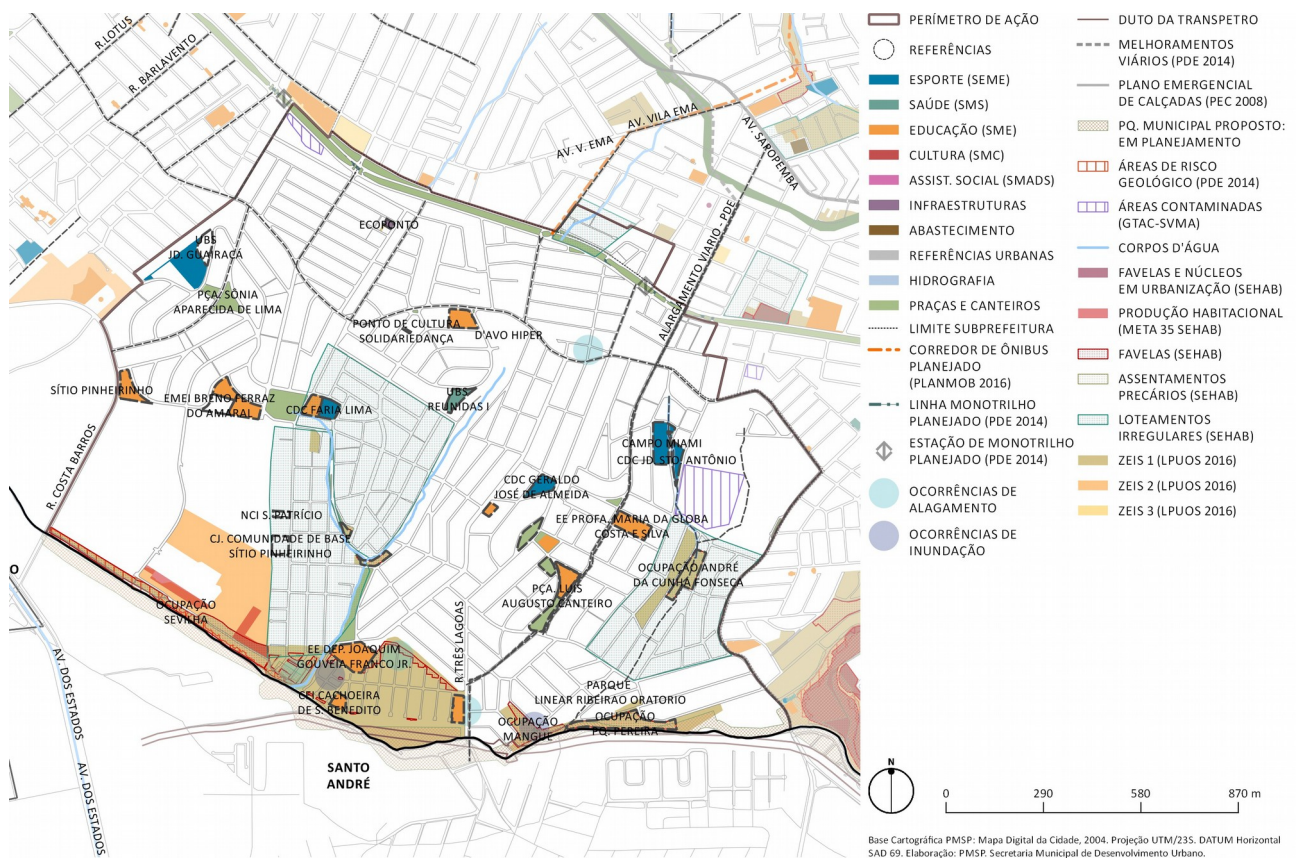 R. LOTUS
R. BARLAVENTO
AV. VILA EMA
AV. V. EMA
AV. SAPOPEMBA
ALARGAMENTO VIARIO - PDE
ECOPONTO
UBS
JD. GUAIRACÁ
PÇA. SÔNIA
APARECIDA DE LIMA
PONTO DE CULTURA
SOLIDARIEDANÇA
D'AVO HIPER
SÍTIO PINHEIRINHO
EMEI BRENO FERRAZ
DO AMARAL
CDC FARIA LIMA
UBS
REUNIDAS I
R. COSTA BARROS
CAMPO MIAMI
CDC JD. STO. ANTÔNIO
CDC GERALDO
JOSÉ DE ALMEIDA
NCI S. PATRÍCIO
CJ. COMUNIDADE DE BASE
SÍTIO PINHEIRINHO
EE PROFA. MARIA DA GLOBA
COSTA E SILVA
OCUPAÇÃO ANDRÉ
DA CUNHA FONSECA
PÇA. LUIS
AUGUSTO CANTEIRO
OCUPAÇÃO
SEVILHA
EE DEP. JOAQUIM
GOUVEIA FRANCO JR.
R. TRÊS LAGOAS
CEI CACHOEIRA
DE S. BENEDITO
PARQUE
LINEAR RIBEIRAO ORATORIO
OCUPAÇÃO
MANGUE
OCUPAÇÃO
PQ. PEREIRA
O
AV. DOS ESTADOS
AV. DOS ESTADOS
SANTO
ANDRÉ
PERÍMETRO DE AÇÃO
REFERÊNCIAS
ESPORTE (SEME)
SAÚDE (SMS)
EDUCAÇÃO (SME)
CULTURA (SMC)
ASSIST. SOCIAL (SMADS)
INFRAESTRUTURAS
ABASTECIMENTO
REFERÊNCIAS URBANAS
HIDROGRAFIA
PRAÇAS E CANTEIROS
LIMITE SUBPREFEITURA
CORREDOR DE ÔNIBUS
PLANEJADO
(PLANMOB 2016)
LINHA MONOTRILHO
PLANEJADO (PDE 2014)
ESTAÇÃO DE MONOTRILHO
PLANEJADO (PDE 2014)
OCORRÊNCIAS DE
ALAGAMENTO
OCORRÊNCIAS DE
INUNDAÇÃO
DUTO DA TRANSPETRO
MELHORAMENTOS
VIÁRIOS (PDE 2014)
PLANO EMERGENCIAL
DE CALÇADAS (PEC 2008)
PQ. MUNICIPAL PROPOSTO:
EM PLANEJAMENTO
ÁREAS DE RISCO
GEOLÓGICO (PDE 2014)
ÁREAS CONTAMINADAS
(GTAC-SVMA)
CORPOS D'ÁGUA
FAVELAS E NÚCLEOS
EM URBANIZAÇÃO (SEHAB)
PRODUÇÃO HABITACIONAL
(META 35 SEHAB)
FAVELAS (SEHAB)
ASSENTAMENTOS
PRECÁRIOS (SEHAB)
LOTEAMENTOS
IRREGULARES (SEHAB)
ZEIS 1 (LPUOS 2016)
ZEIS 2 (LPUOS 2016)
ZEIS 3 (LPUOS 2016)
N
0 290 580 870 m
Base Cartográfica PMSP: Mapa Digital da Cidade, 2004. Projeção UTM/23S. DATUM Horizontal
SAD 69. Elaboração: PMSP. Secretaria Municipal de Desenvolvimento Urbano.